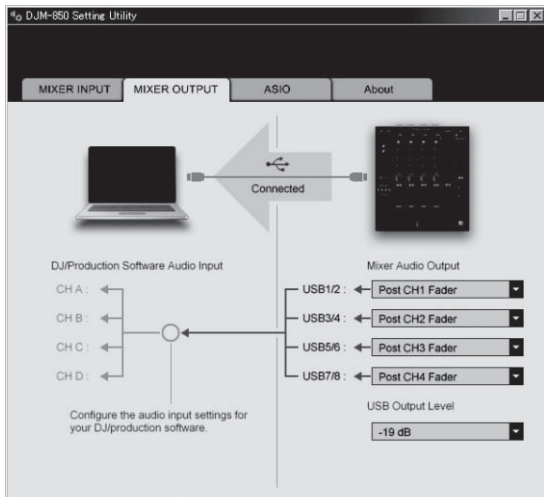 DJM-850 Setting Utility
MIXER INPUT
MIXER OUTPUT
ASIO
About
Connected
DJ/Production Software Audio Input
CH A :
CH B :
CH C :
CH D :
Configure the audio input settings for
your DJ/production software.
Mixer Audio Output
USB1/2 : Post CH1 Fader
USB3/4 : Post CH2 Fader
USB5/6 : Post CH3 Fader
USB7/8 : Post CH4 Fader
USB Output Level
-19 dB